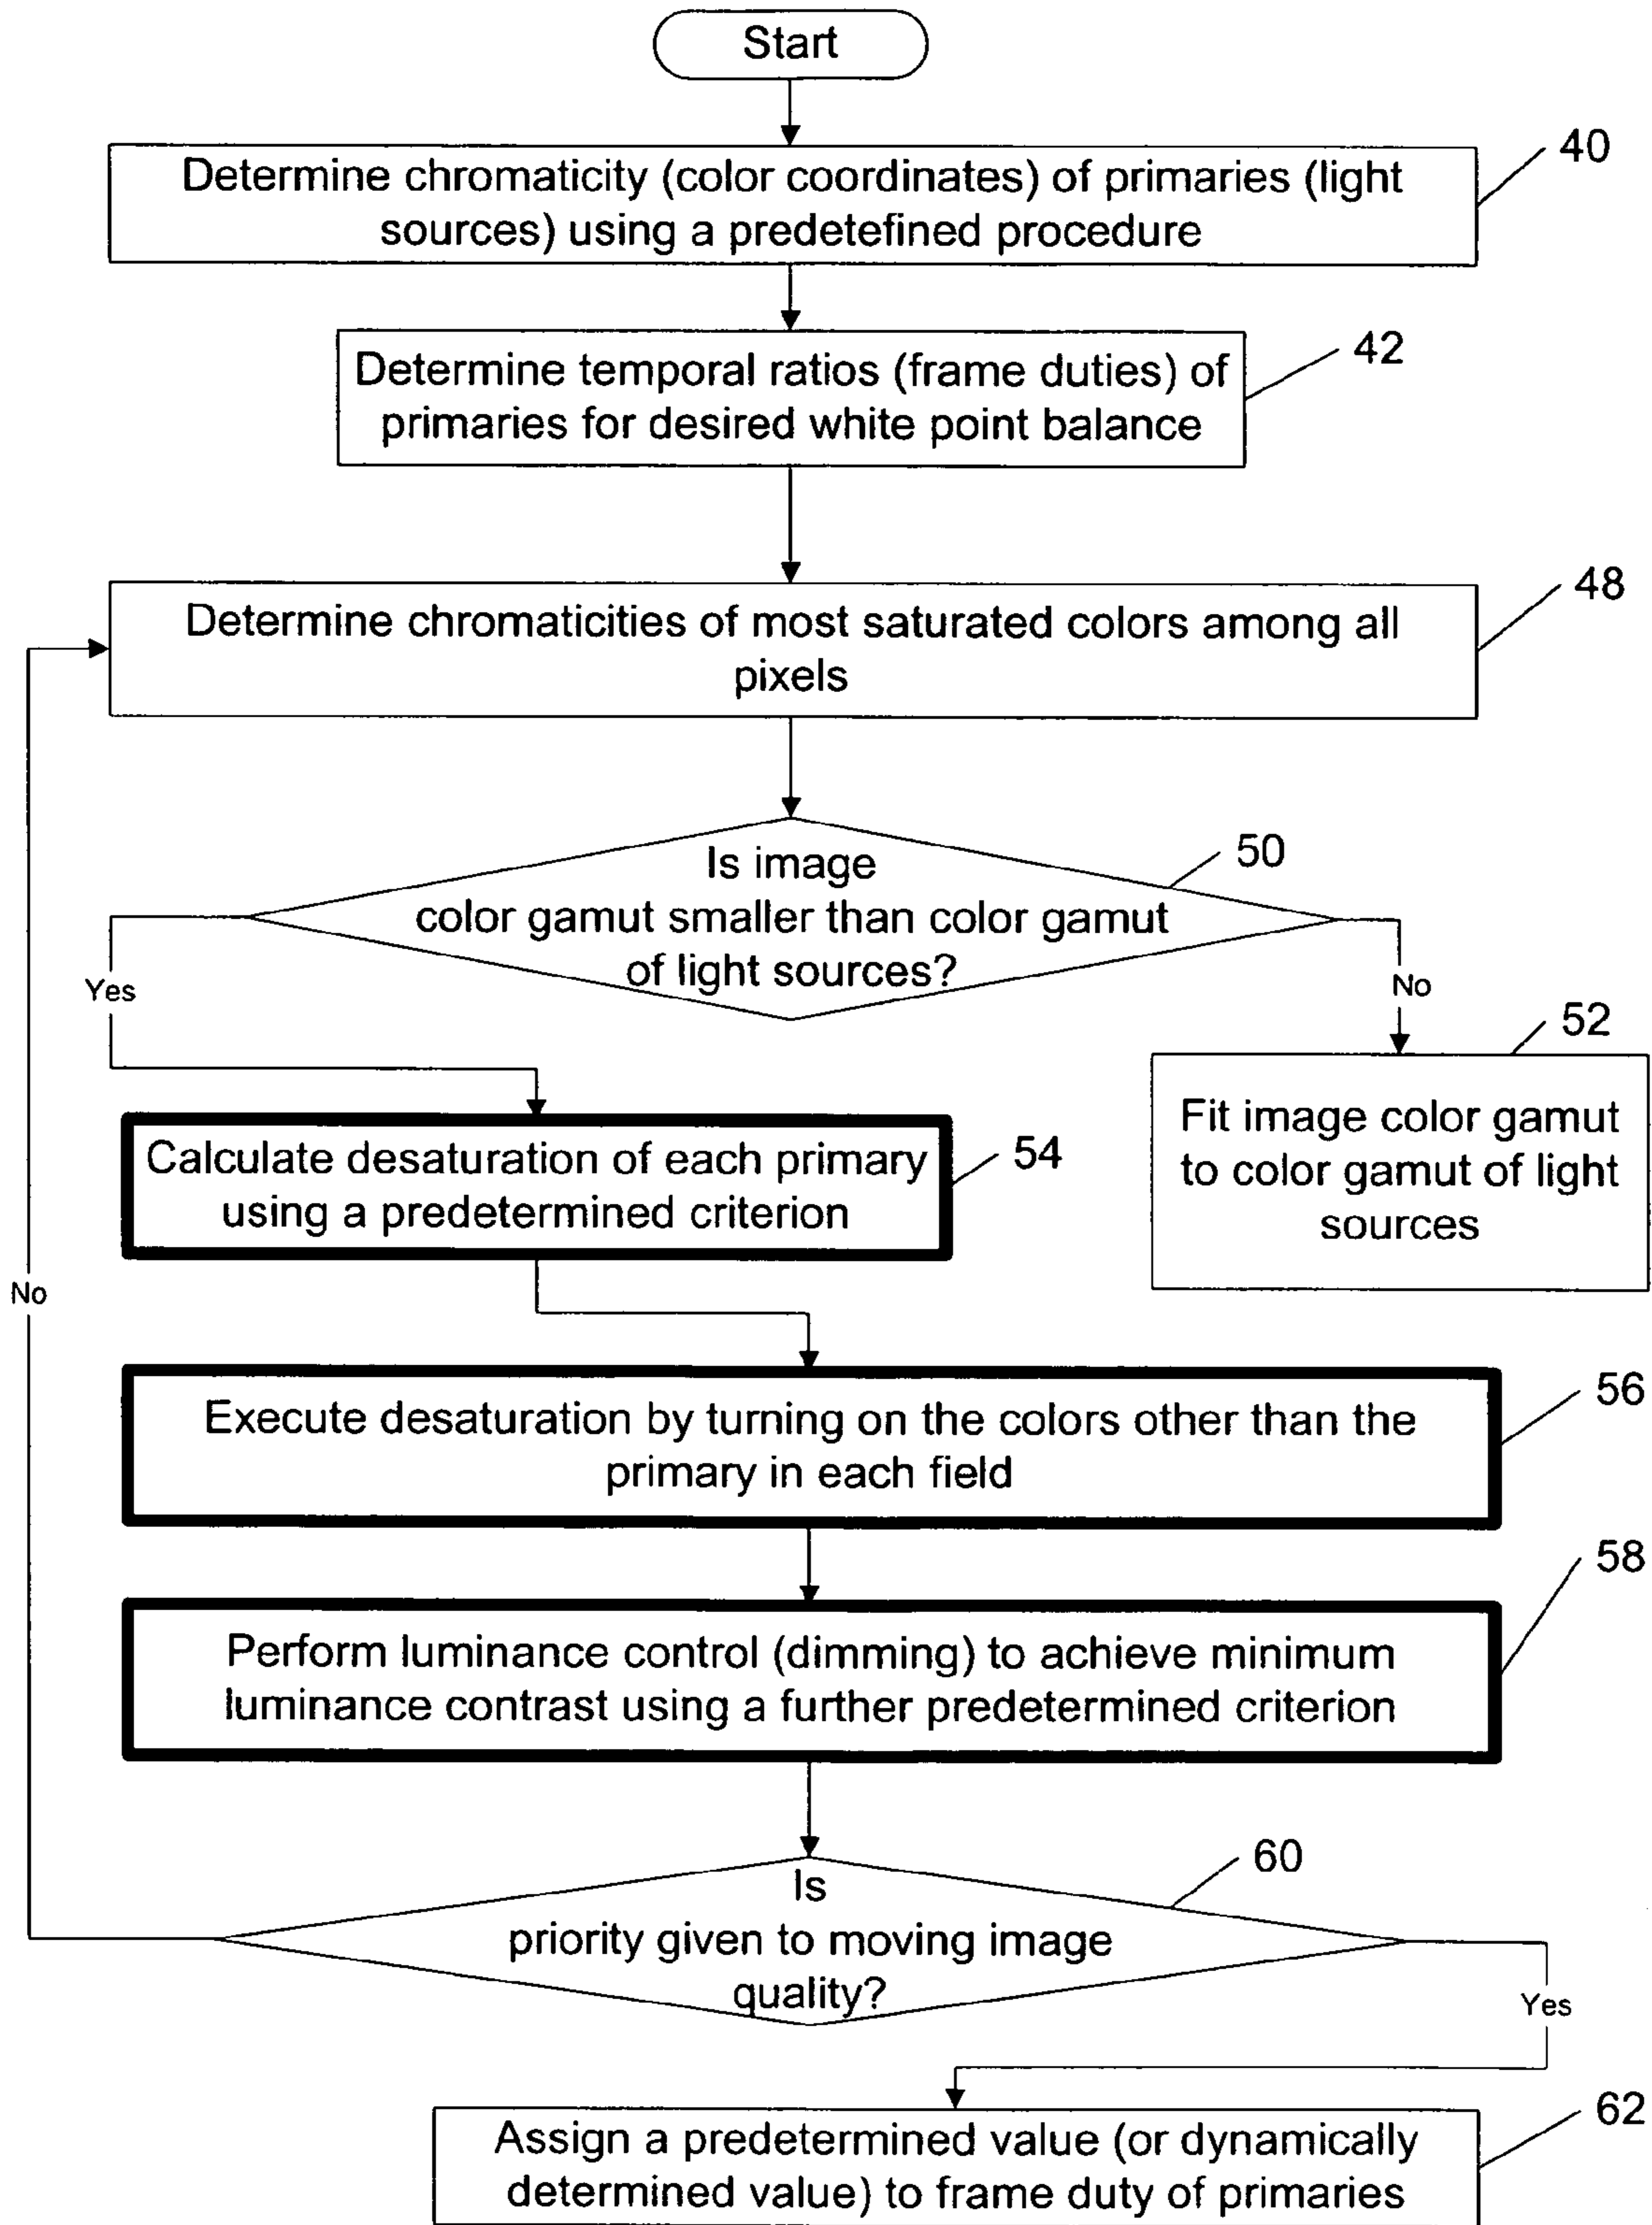 Start
Determine chromaticity (color coordinates) of primaries (light
sources) using a predetefined procedure
40
Determine temporal ratios (frame duties) of
primaries for desired white point balance
42
Determine chromaticities of most saturated colors among all
pixels
48
Is image
color gamut smaller than color gamut
of light sources?
50
Yes
No
52
Fit image color gamut
to color gamut of light
sources
Calculate desaturation of each primary
using a predetermined criterion
54
No
Execute desaturation by turning on the colors other than the
primary in each field
56
Perform luminance control (dimming) to achieve minimum
luminance contrast using a further predetermined criterion
58
Is
priority given to moving image
quality?
60
Yes
Assign a predetermined value (or dynamically
determined value) to frame duty of primaries
62